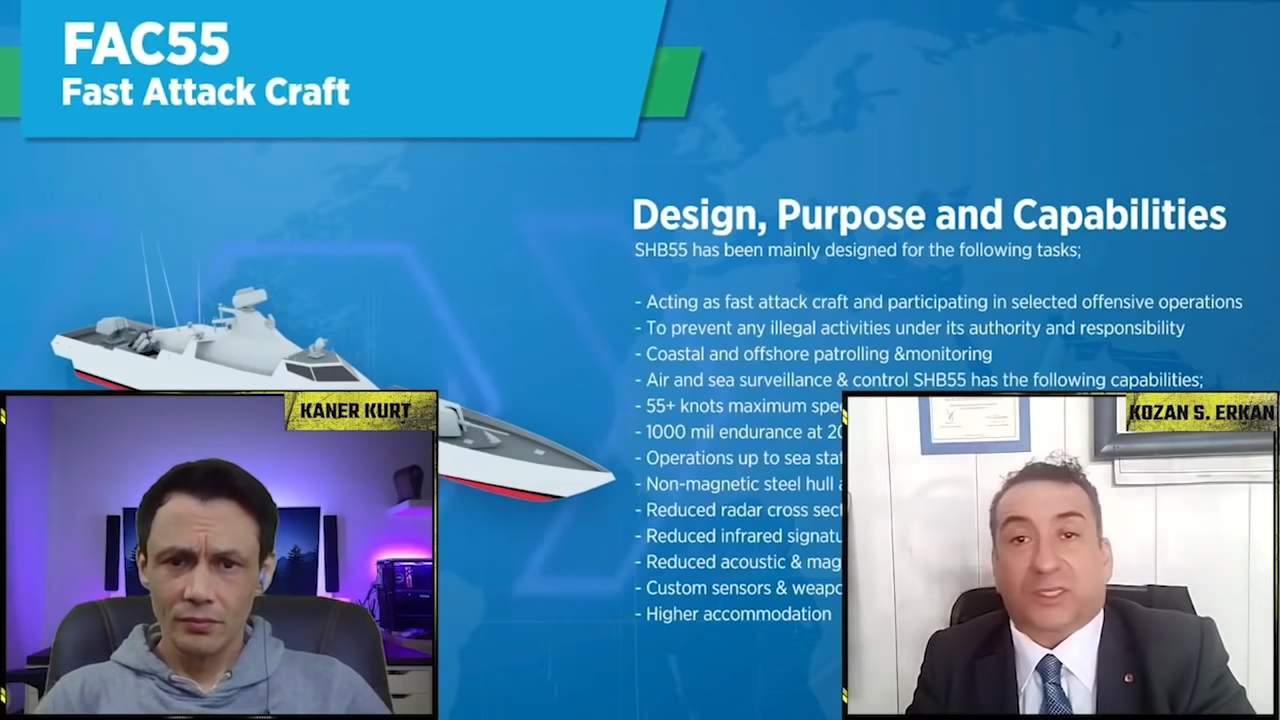 FAC55
Fast Attack Craft
Design, Purpose and Capabilities
SHB55 has been mainly designed for the following tasks;
- Acting as fast attack craft and participating in selected offensive operations
- To prevent any illegal activities under its authority and responsibility
- Coastal and offshore patrolling &monitoring
- Air and sea surveillance & control SHB55 has the following capabilities;
- 55+ knots maximum
- 1000 mil endurance at
- Operations up to sea
- Non-magnetic steel hull
- Reduced radar cross
- Reduced infrared
- Reduced acoustic &
- Custom sensors &
- Higher accommodation
KANER KURT
KOZAN S. ERKAN